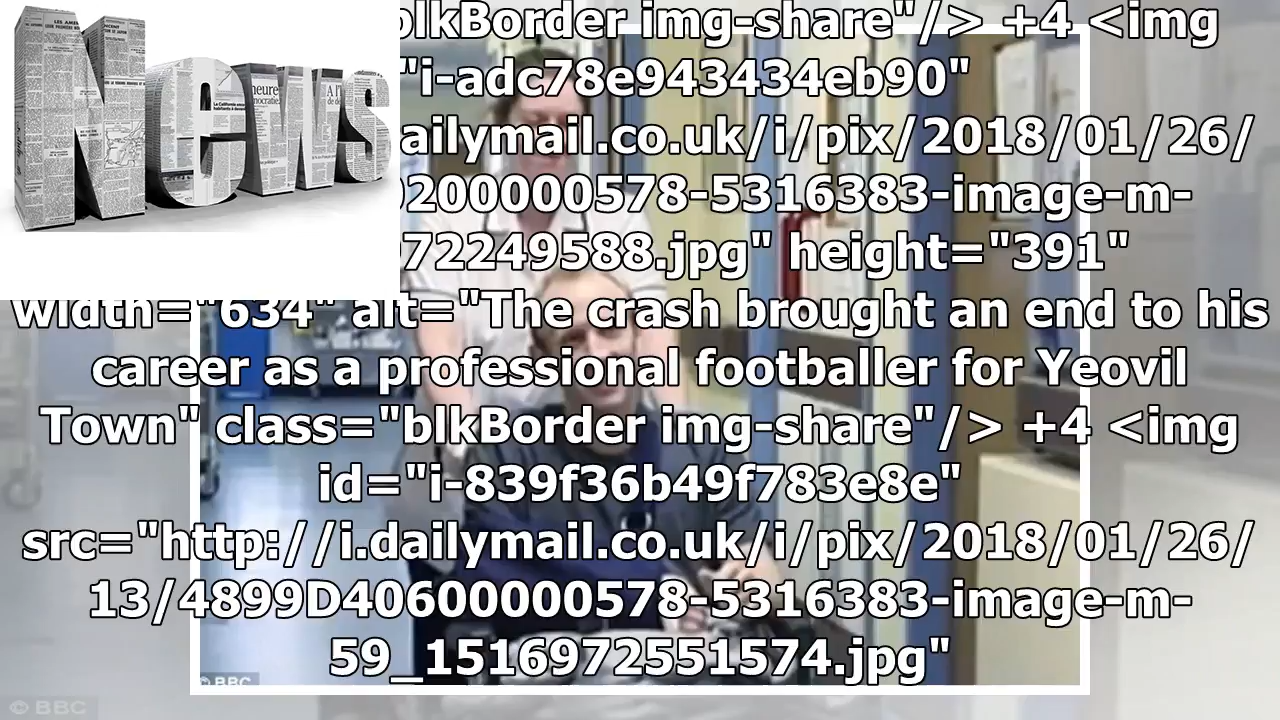 News
blkBorder img-share"/> +4 <img
"i-adc78e943434eb90"
ailymail.co.uk/i/pix/2018/01/26/
0200000578-5316383-image-m-
72249588.jpg" height="391"
width="634" alt="The crash brought an end to his
career as a professional footballer for Yeovil
Town" class="blkBorder img-share"/> +4 <img
id="i-839f36b49f783e8e"
src="http://i.dailymail.co.uk/i/pix/2018/01/26/
13/4899D40600000578-5316383-image-m-
59_1516972551574.jpg"
© BBC
© BBC